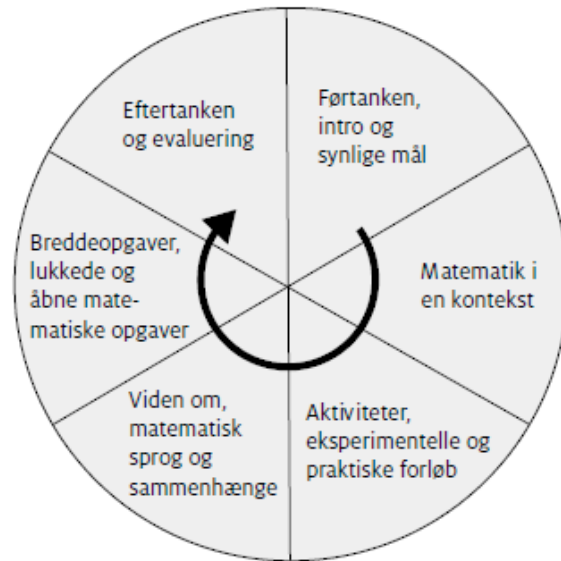 Førtanken,
intro og
synlige mål
Matematik i
en kontekst
Aktiviteter,
eksperimentelle og
praktiske forløb
Viden om,
matematisk
sprog og
sammenhænge
Breddeopgaver,
lukkede og
åbne mate-
matiske opgaver
Eftertanken
og evaluering